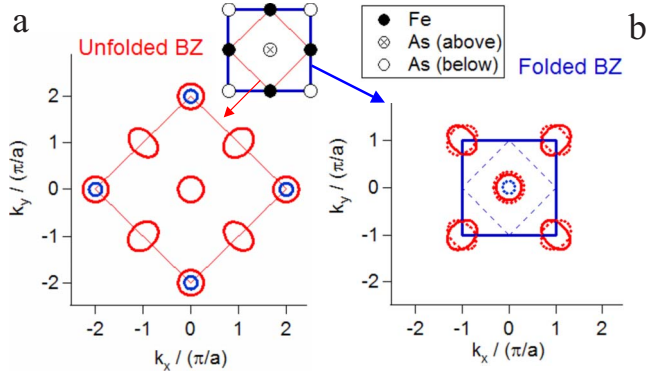 a
b
Unfolded BZ
Fe
As (above)
As (below)
Folded BZ
2
1
0
-1
-2
k_y / (π/a)
-2
-1
0
1
2
k_x / (π/a)
2
1
0
-1
-2
k_y / (π/a)
-2
-1
0
1
2
k_x / (π/a)